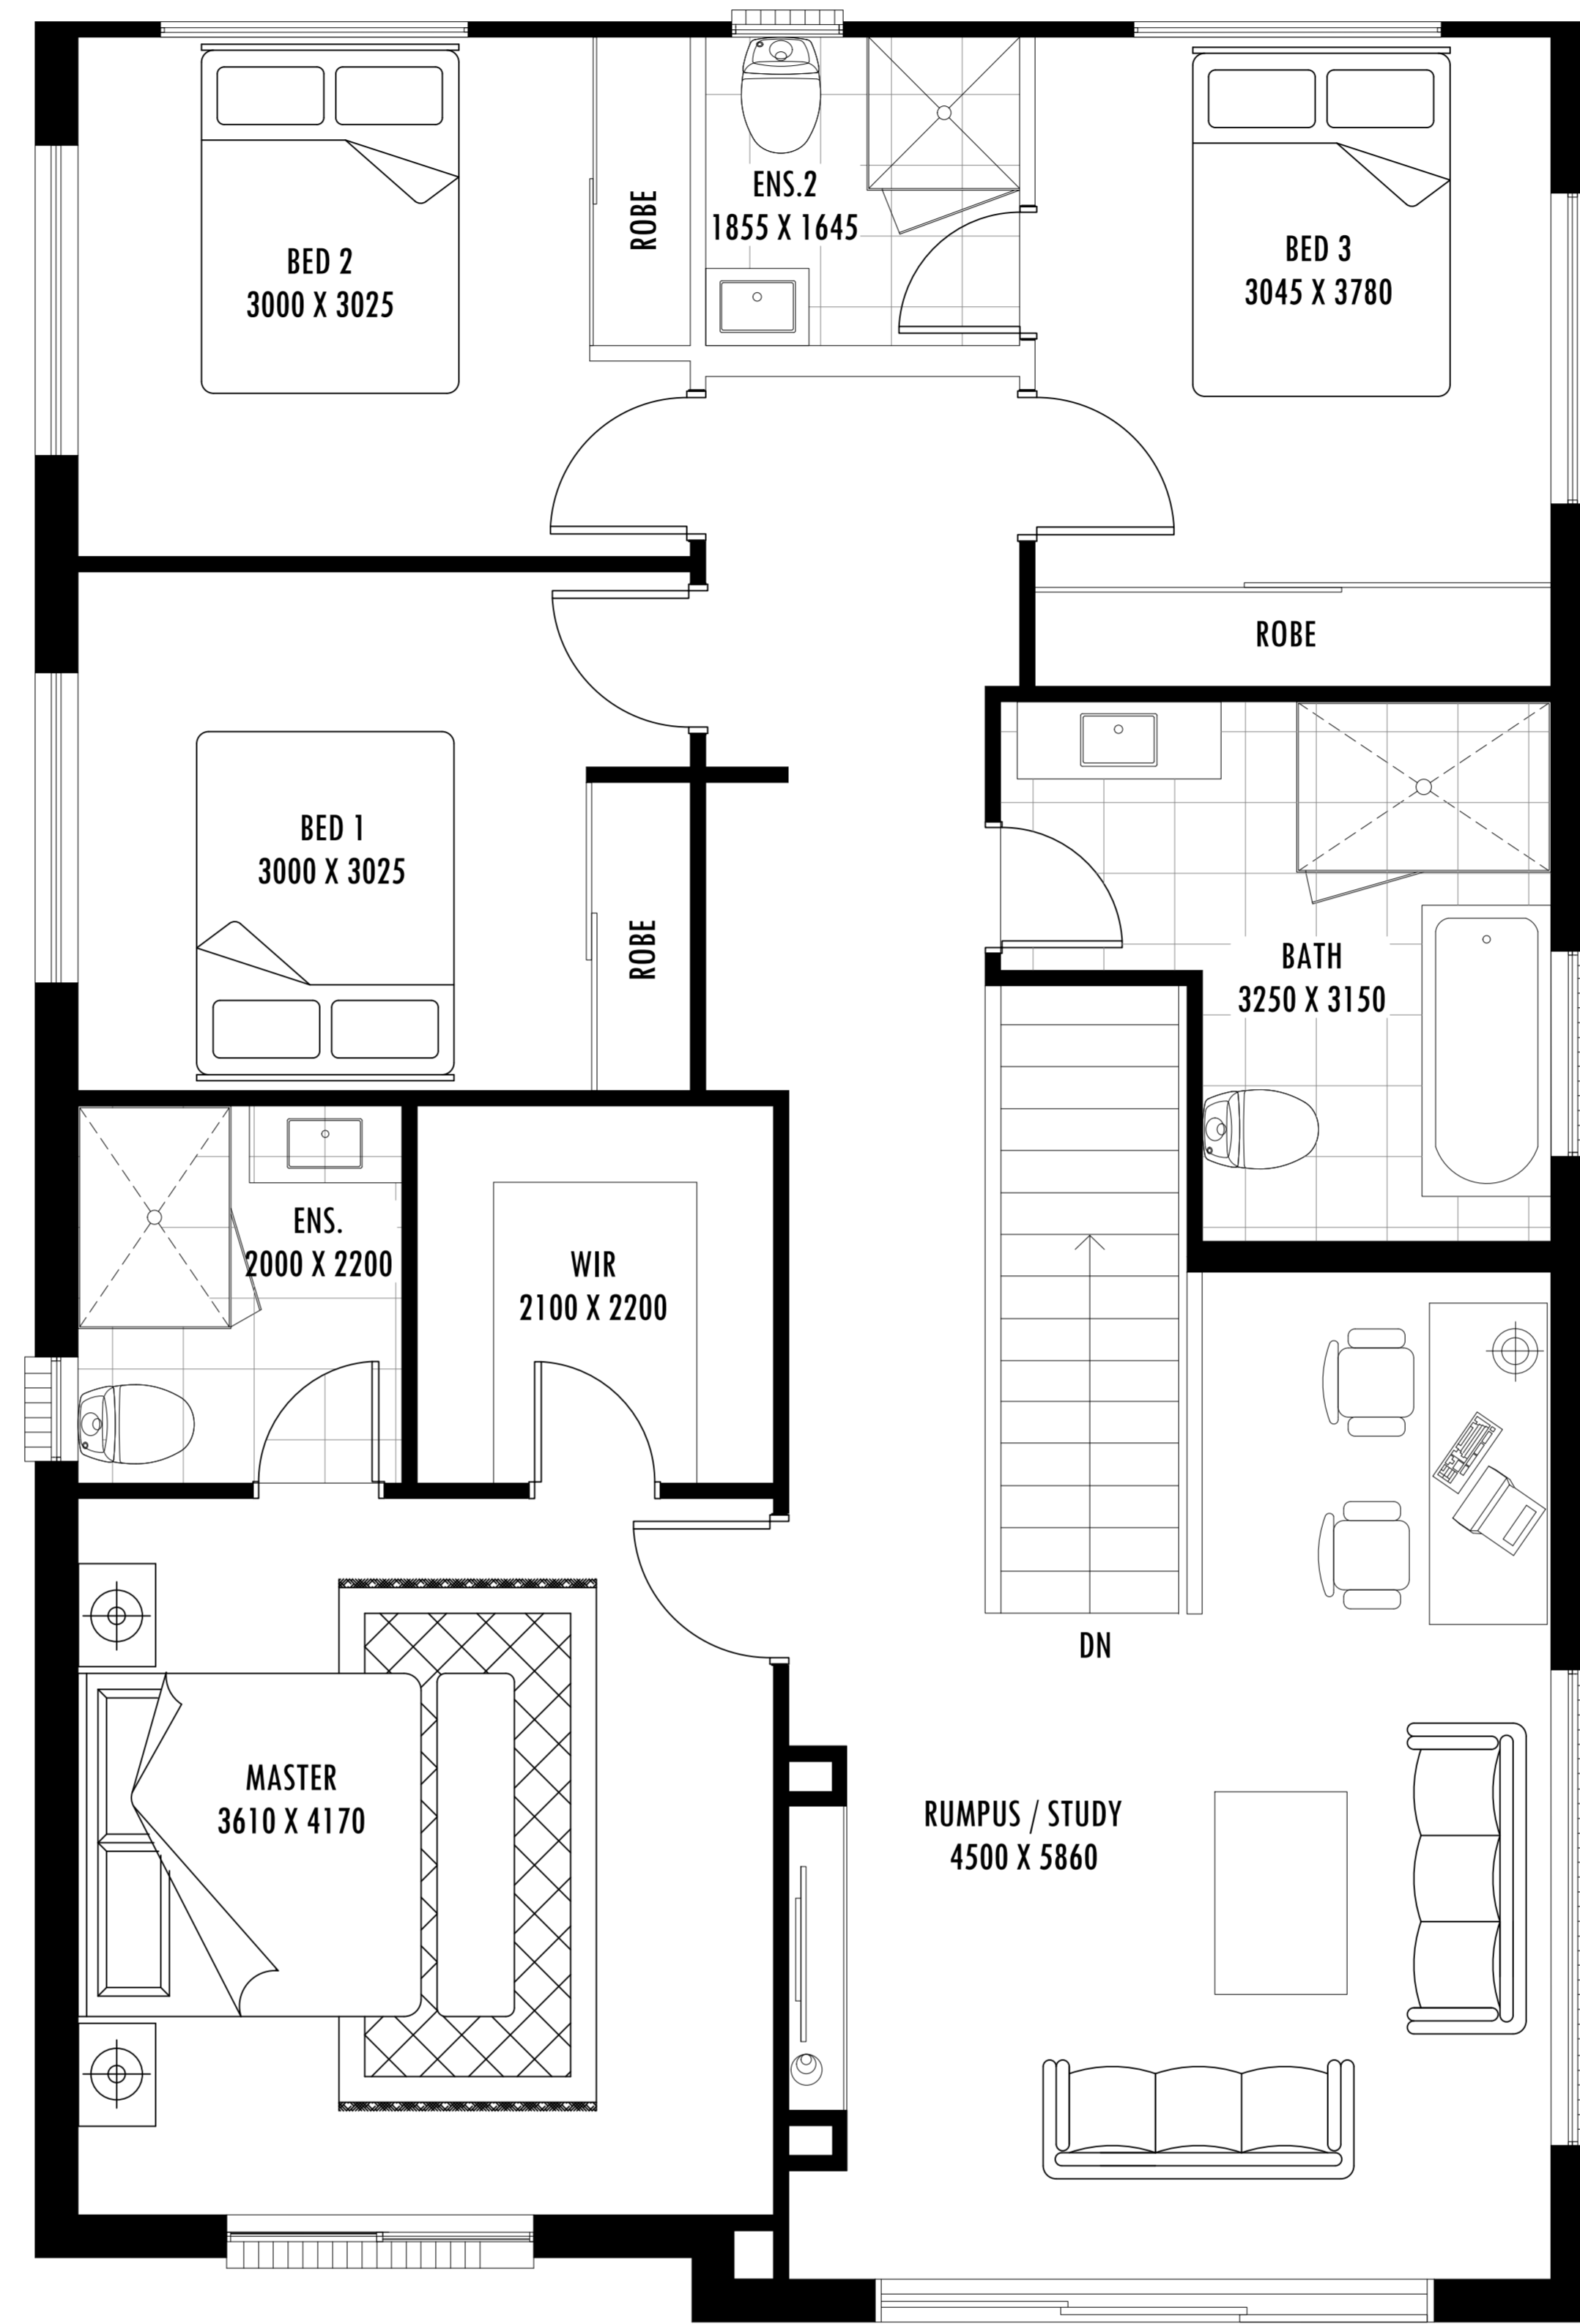 ENS.2
1855 X 1645
ROBE
BED 2
3000 X 3025
BED 3
3045 X 3780
ROBE
BED 1
3000 X 3025
ROBE
BATH
3250 X 3150
ENS.
2000 X 2200
WIR
2100 X 2200
DN
MASTER
3610 X 4170
RUMPUS / STUDY
4500 X 5860